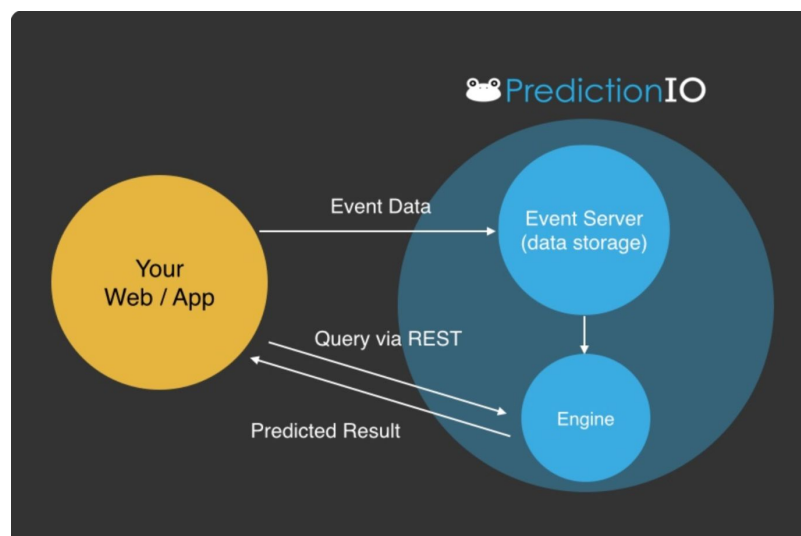 PredictionIO
Event Data
Event Server
(data storage)
Your
Web / App
Query via REST
Predicted Result
Engine